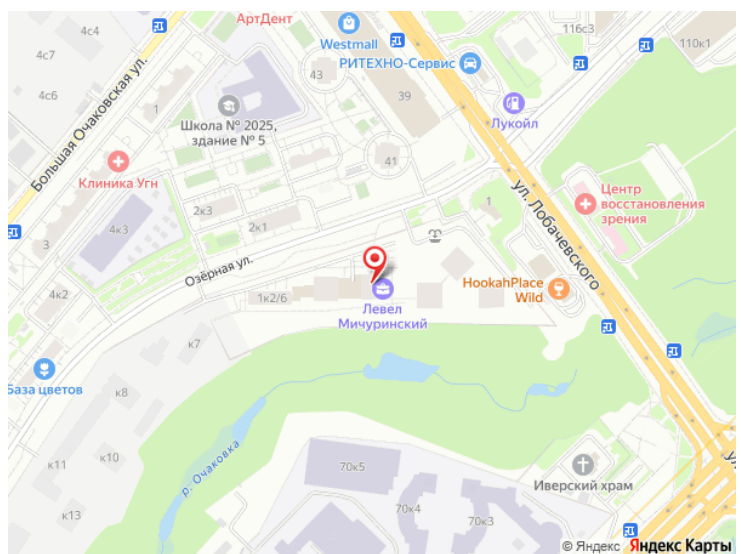 АртДент
4с7
4с4
Westmall
116с3
110к1
РИТЕХНО-Сервис
4с6
43
39
Лукойл
1
Школа № 2025,
здание № 5
Большая Очаковская ул.
41
Клиника Угн
Центр
восстановления
зрения
ул. Лобачевского
2к3
2к1
1
3
4к3
Озёрная ул.
HookahPlace
Wild
4к2
1к2/6
Левел
Мичуринский
к7
База цветов
к8
к10
р. Очаковка
к11
70к5
Иверский храм
70к4
70к3
к13
Ул
© Яндекс Яндекс Карты